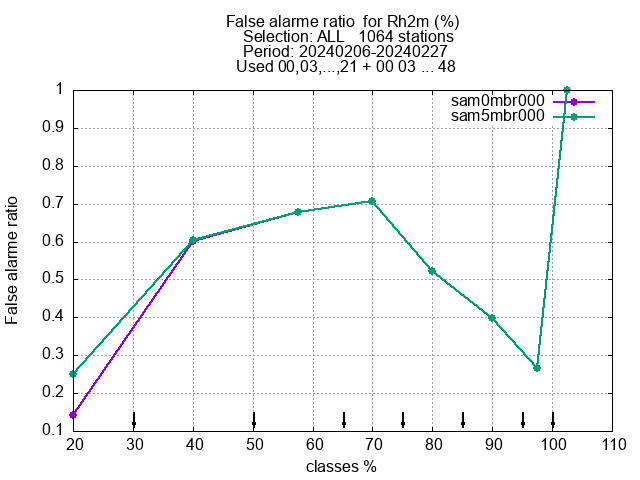 False alarme ratio  for Rh2m (%)
Selection: ALL   1064 stations
Period: 20240206-20240227
Used 00,03,...,21 + 00 03 ... 48
sam0mbr000
sam5mbr000
1
0.9
0.8
0.7
0.6
0.5
0.4
0.3
0.2
0.1
False alarme ratio
20 30 40 50 60 70 80 90 100 110
classes %